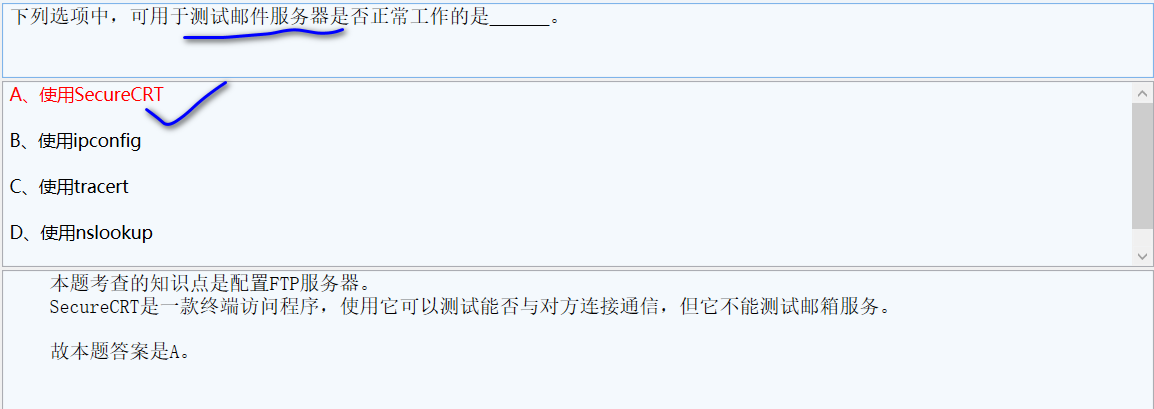 下列选项中，可用于测试邮件服务器是否正常工作的是______。
A、使用SecureCRT
B、使用ipconfig
C、使用tracert
D、使用nslookup
本题考查的知识点是配置FTP服务器。
SecureCRT是一款终端访问程序，使用它可以测试能否与对方连接通信，但它不能测试邮箱服务。
故本题答案是A。